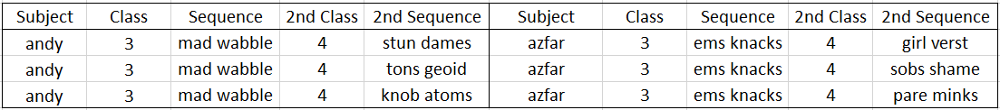 Subject Class Sequence 2nd Class 2nd Sequence Subject Class Sequence 2nd Class 2nd Sequence
andy 3 mad wabble 4 stun dames azfar 3 ems knacks 4 girl verst
andy 3 mad wabble 4 tons geoid azfar 3 ems knacks 4 sobs shame
andy 3 mad wabble 4 knob atoms azfar 3 ems knacks 4 pare minks